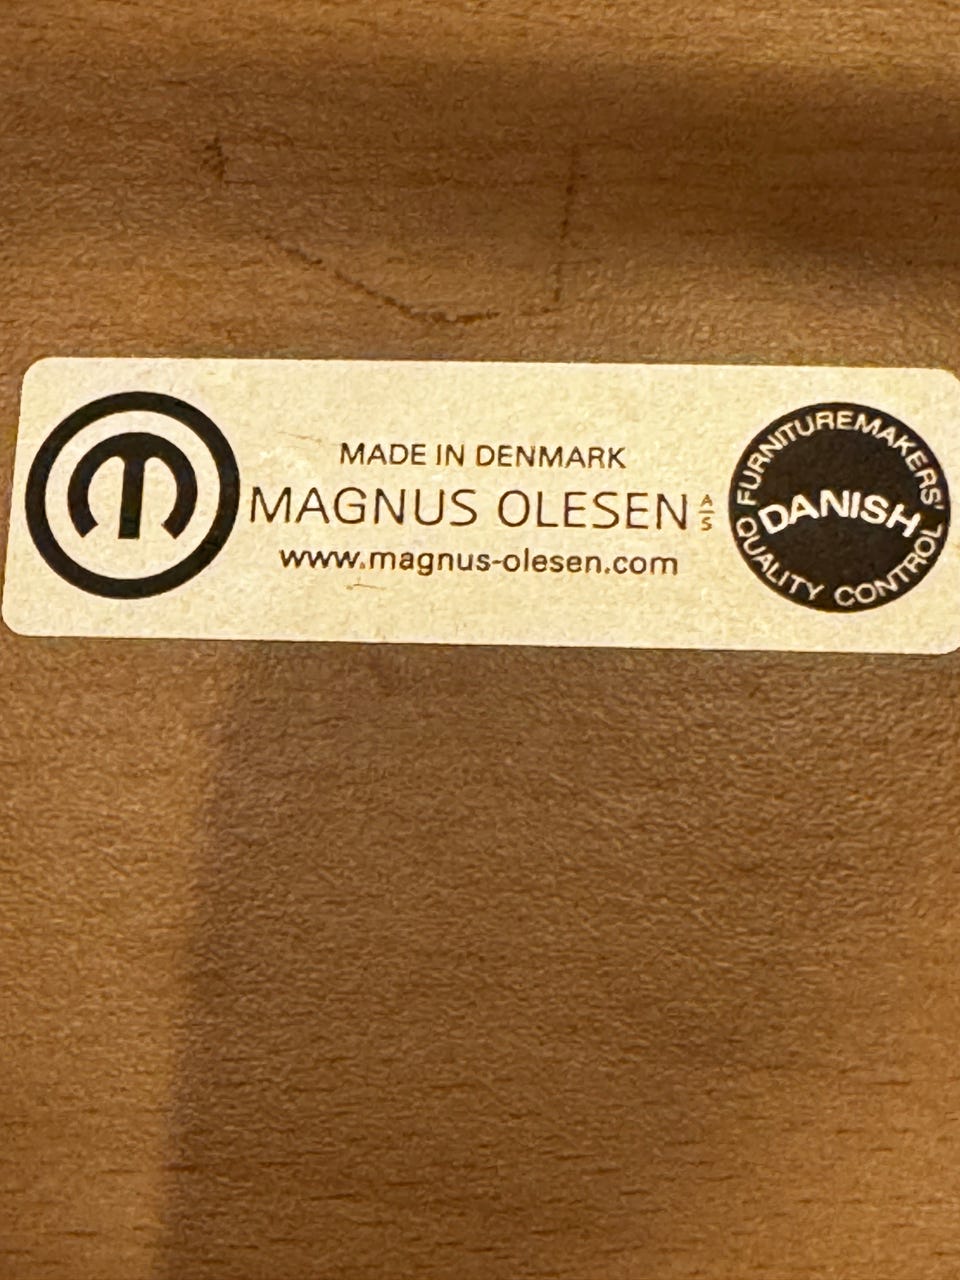 MADE IN DENMARK
MAGNUS OLESEN A/S
www.magnus-olesen.com
FURNITUREMAKERS'
DANISH
QUALITY CONTROL